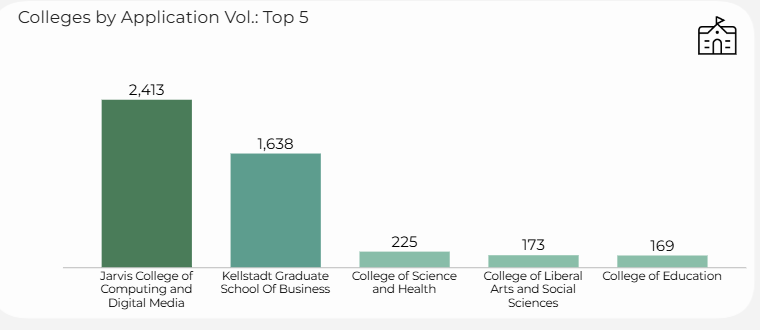 Colleges by Application Vol.: Top 5
2,413
1,638
225
173
169
Jarvis College of
Computing and
Digital Media
Kellstadt Graduate
School Of Business
College of Science
and Health
College of Liberal
Arts and Social
Sciences
College of Education